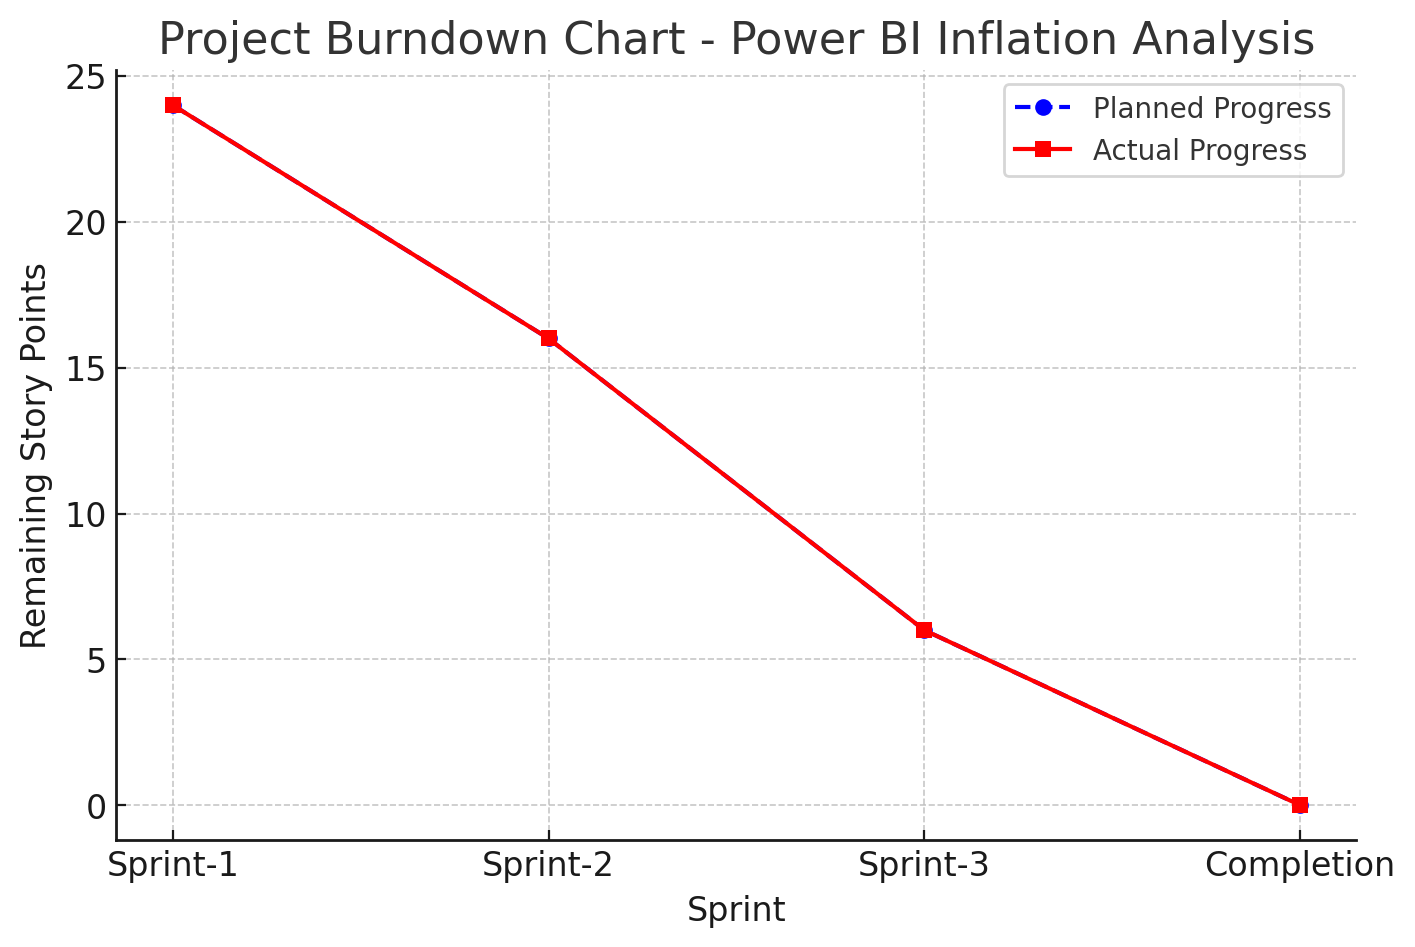 Project Burndown Chart - Power BI Inflation Analysis
Planned Progress
Actual Progress
Remaining Story Points
25
20
15
10
5
0
Sprint-1 Sprint-2 Sprint-3 Completion
Sprint